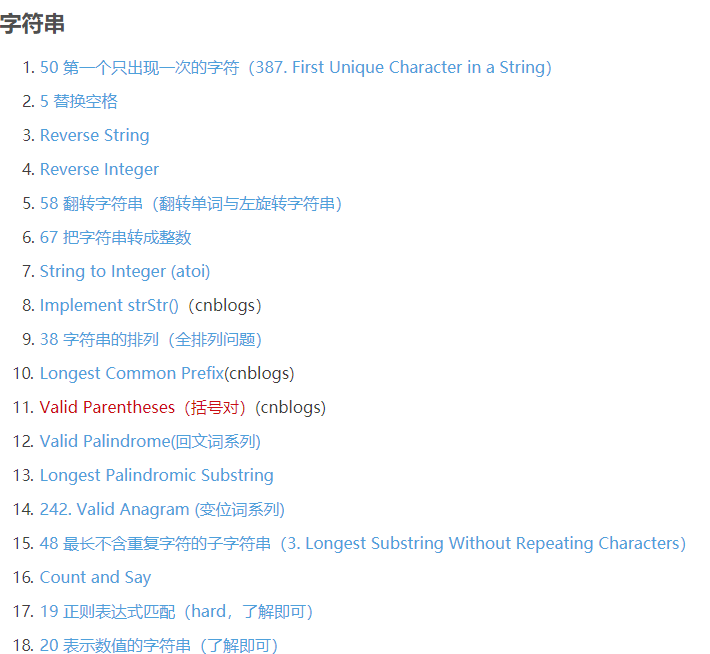 字符串
1. 50 第一个只出现一次的字符（387. First Unique Character in a String）
2. 5 替换空格
3. Reverse String
4. Reverse Integer
5. 58 翻转字符串（翻转单词与左旋转字符串）
6. 67 把字符串转成整数
7. String to Integer (atoi)
8. Implement strStr()（cnblogs）
9. 38 字符串的排列（全排列问题）
10. Longest Common Prefix(cnblogs)
11. Valid Parentheses（括号对）(cnblogs)
12. Valid Palindrome(回文词系列)
13. Longest Palindromic Substring
14. 242. Valid Anagram (变位词系列)
15. 48 最长不含重复字符的子字符串（3. Longest Substring Without Repeating Characters）
16. Count and Say
17. 19 正则表达式匹配（hard，了解即可）
18. 20 表示数值的字符串（了解即可）